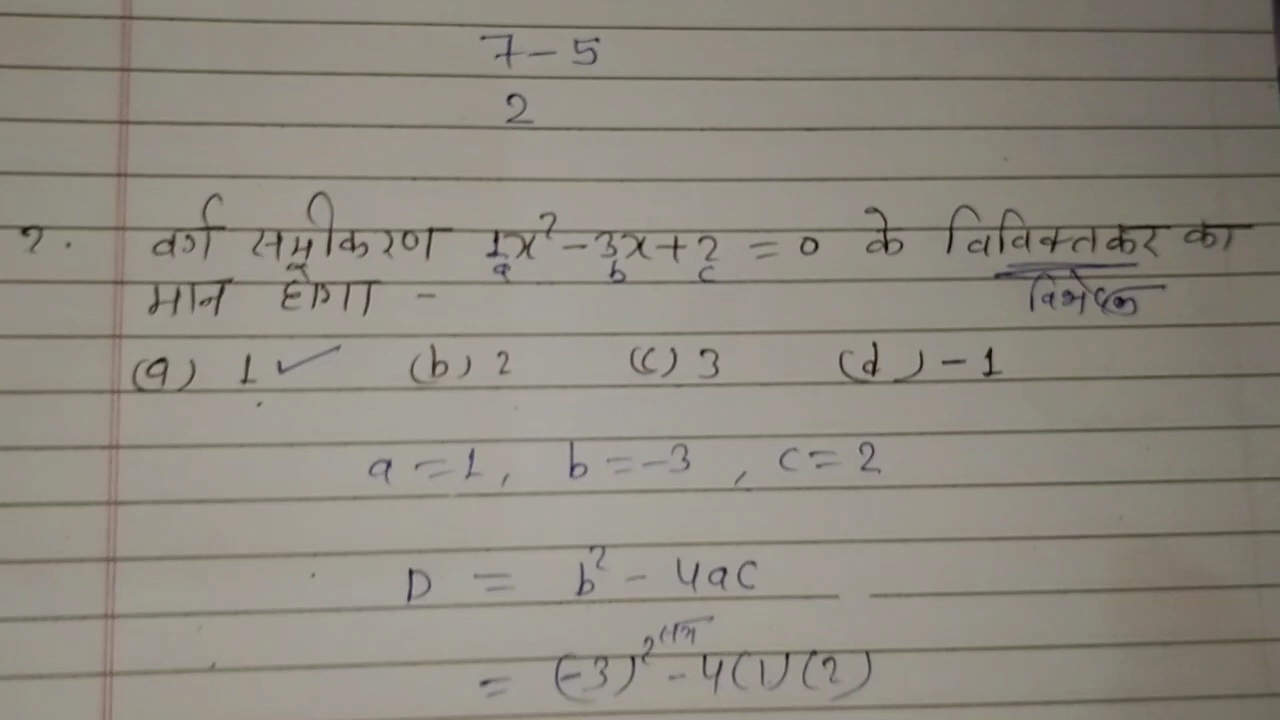 7-5
2
2. वर्ग समीकरण 1x²-3x+2=0 के विविक्तकर का
a b c
मान होगा - विभेदक
(a) 1 ✓ (b) 2 (c) 3 (d) -1
a=1, b=-3, c=2
D = b²-4ac
= (-3)²-4(1)(2)